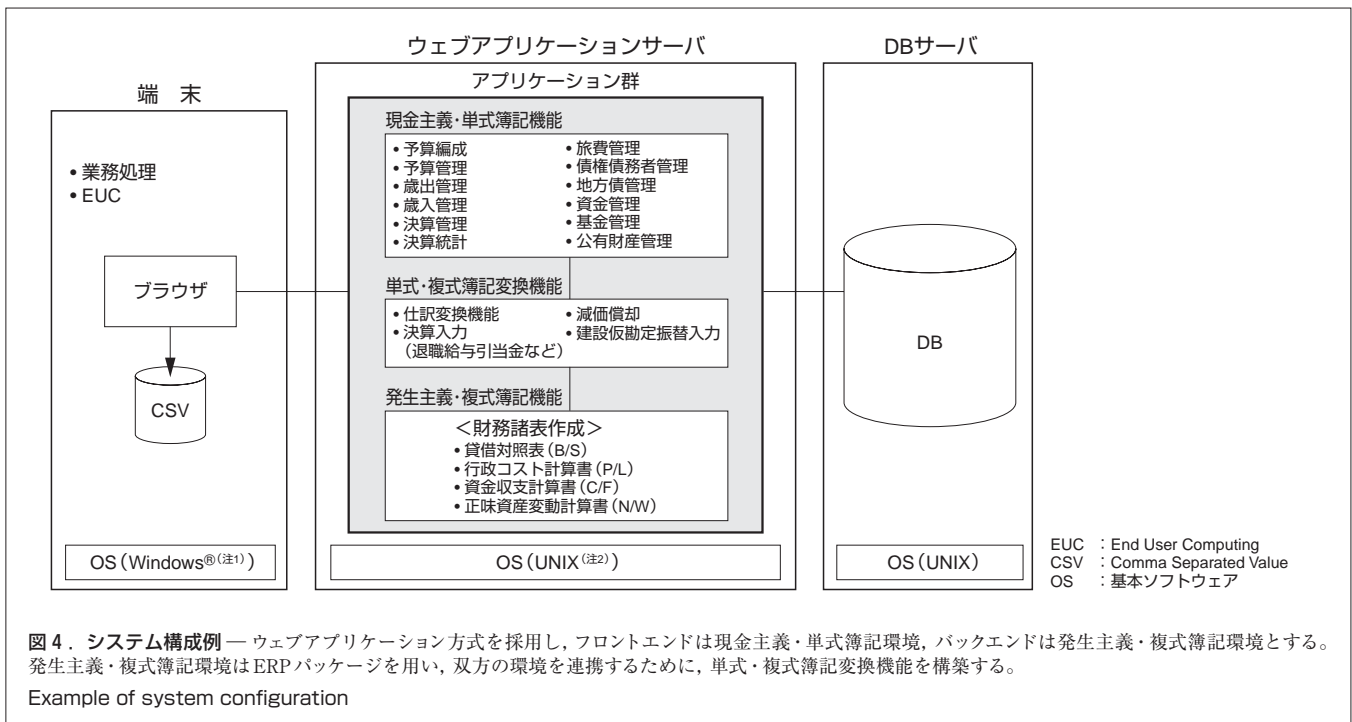 端 末
• 業務処理
• EUC
ブラウザ
CSV
OS(Windows®(注1))
ウェブアプリケーションサーバ
アプリケーション群
現金主義・単式簿記機能
• 予算編成
• 予算管理
• 歳出管理
• 歳入管理
• 決算管理
• 決算統計
• 旅費管理
• 債権債務者管理
• 地方債管理
• 資金管理
• 基金管理
• 公有財産管理
単式・複式簿記変換機能
• 仕訳変換機能
• 決算入力
(退職給与引当金など)
• 減価償却
• 建設仮勘定振替入力
発生主義・複式簿記機能
<財務諸表作成>
• 貸借対照表(B/S)
• 行政コスト計算書(P/L)
• 資金収支計算書(C/F)
• 正味資産変動計算書(N/W)
OS(UNIX(注2))
DBサーバ
DB
OS(UNIX)
EUC :End User Computing
CSV :Comma Separated Value
OS :基本ソフトウェア
図4.システム構成例 — ウェブアプリケーション方式を採用し,フロントエンドは現金主義・単式簿記環境,バックエンドは発生主義・複式簿記環境とする。
発生主義・複式簿記環境はERPパッケージを用い,双方の環境を連携するために,単式・複式簿記変換機能を構築する。
Example of system configuration